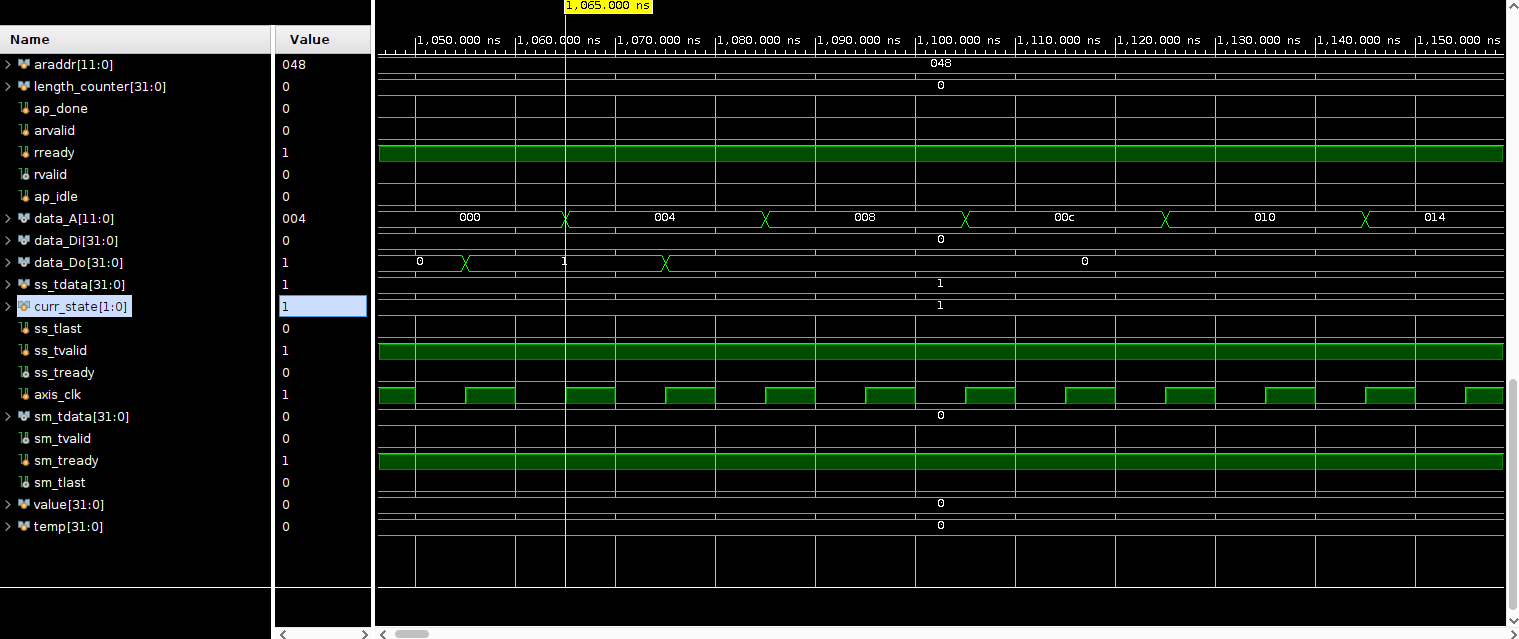 1,065.000 ns
Name Value 1,050.000 ns 1,060.000 ns 1,070.000 ns 1,080.000 ns 1,090.000 ns 1,100.000 ns 1,110.000 ns 1,120.000 ns 1,130.000 ns 1,140.000 ns 1,150.000 ns
araddr[11:0] 048 048
length_counter[31:0] 0 0
ap_done 0
arvalid 0
rready 1
rvalid 0
ap_idle 0
data_A[11:0] 004 000 004 008 00c 010 014
data_Di[31:0] 0 0
data_Do[31:0] 1 0 1 0
ss_tdata[31:0] 1 1
curr_state[1:0] 1 1
ss_tlast 0
ss_tvalid 1
ss_tready 0
axis_clk 1
sm_tdata[31:0] 0 0
sm_tvalid 0
sm_tready 1
sm_tlast 0
value[31:0] 0 0
temp[31:0] 0 0